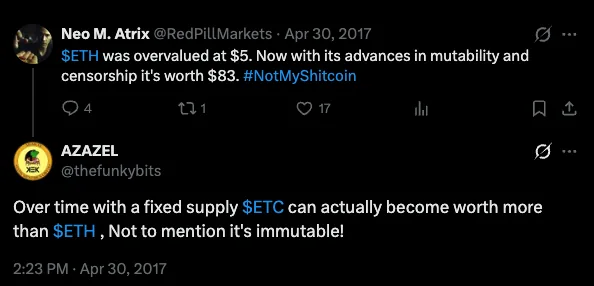 Neo M. Atrix @RedPillMarkets · Apr 30, 2017
$ETH was overvalued at $5. Now with its advances in mutability and
censorship it's worth $83. #NotMyShitcoin
4 1 17
KEK
AZAZEL
@thefunkybits
Over time with a fixed supply $ETC can actually become worth more
than $ETH , Not to mention it's immutable!
2:23 PM · Apr 30, 2017